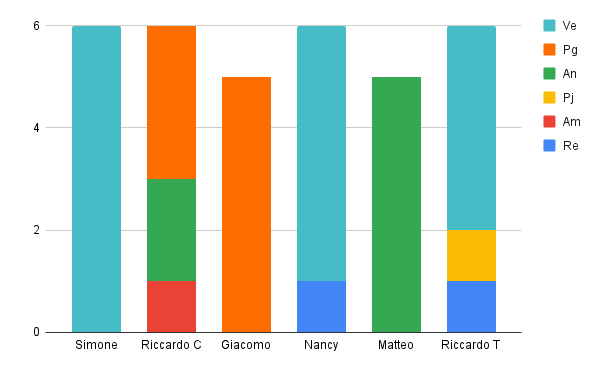 6
4
2
0
Simone
Riccardo C
Giacomo
Nancy
Matteo
Riccardo T
Ve
Pg
An
Pj
Am
Re